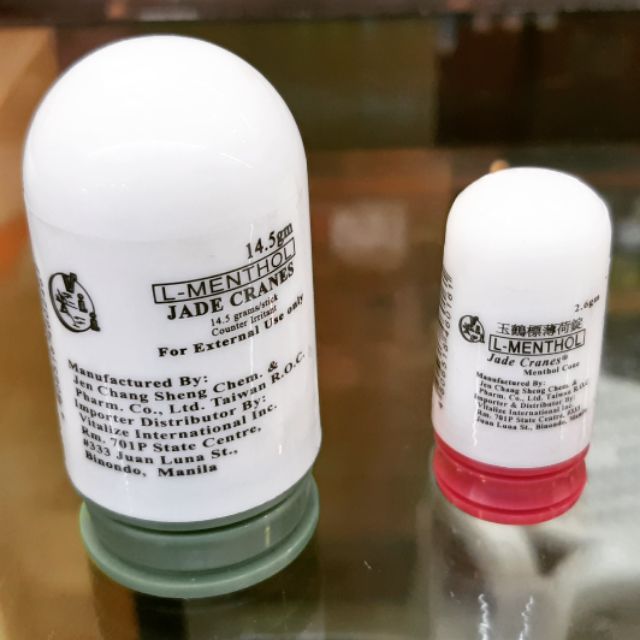 14.5gm
L-MENTHOL
JADE CRANES
14.5 grams/stick
Counter Irritant
For External Use only
Manufactured By:
Jen Chang Sheng Chem. &
Pharm. Co., Ltd. Taiwan R.O.C.
Importer Distributor By:
Vitalize International Inc.
Rm. 701P State Centre,
#333 Juan Luna St.,
Binondo, Manila
2.6gm
玉鶴標薄荷錠
L-MENTHOL
Jade Cranes®
Menthol Cone
Manufactured By:
Jen Chang Sheng Chem. &
Pharm. Co., Ltd. Taiwan R.O.C.
Importer & Distributor By:
Vitalize International Inc.
Rm. 701P State Centre, #333
Juan Luna St., Binondo,